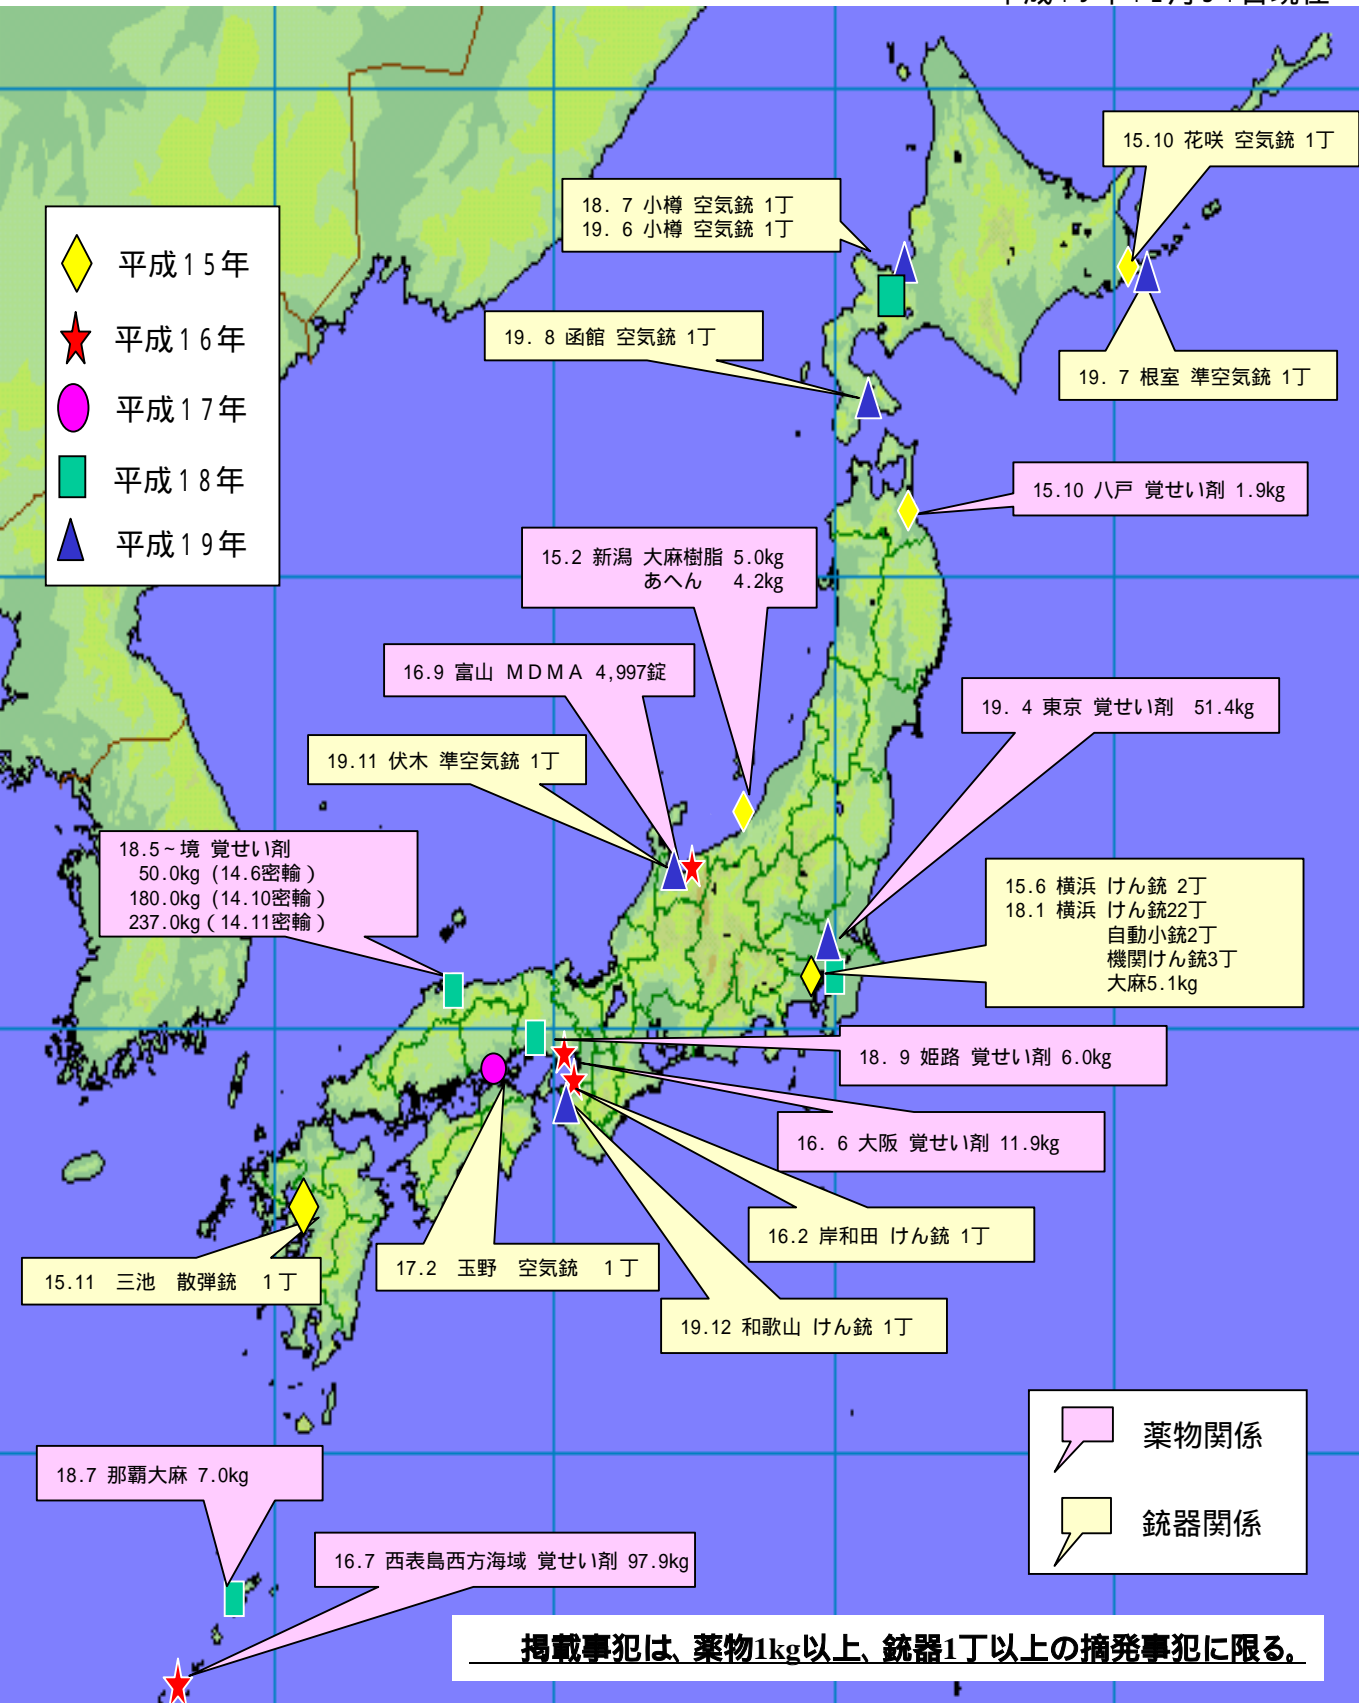 15.10 花咲 空気銃 1丁
18. 7 小樽 空気銃 1丁
19. 6 小樽 空気銃 1丁
平成15年
平成16年
平成17年
平成18年
平成19年
19. 8 函館 空気銃 1丁
19. 7 根室 準空気銃 1丁
15.10 八戸 覚せい剤 1.9kg
15.2 新潟 大麻樹脂 5.0kg
あへん 4.2kg
16.9 富山 ＭＤＭＡ 4,997錠
19. 4 東京 覚せい剤 51.4kg
19.11 伏木 準空気銃 1丁
18.5~境 覚せい剤
50.0kg (14.6密輸)
180.0kg (14.10密輸)
237.0kg (14.11密輸)
15.6 横浜 けん銃 2丁
18.1 横浜 けん銃22丁
自動小銃2丁
機関けん銃3丁
大麻5.1kg
18. 9 姫路 覚せい剤 6.0kg
16. 6 大阪 覚せい剤 11.9kg
16.2 岸和田 けん銃 1丁
15.11 三池 散弾銃 1丁
17.2 玉野 空気銃 1丁
19.12 和歌山 けん銃 1丁
薬物関係
銃器関係
18.7 那覇大麻 7.0kg
16.7 西表島西方海域 覚せい剤 97.9kg
掲載事犯は、薬物1kg以上、銃器1丁以上の摘発事犯に限る。